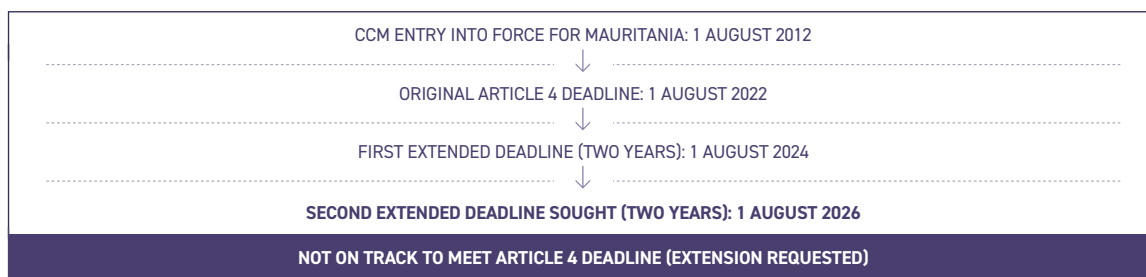 CCM ENTRY INTO FORCE FOR MAURITANIA: 1 AUGUST 2012
ORIGINAL ARTICLE 4 DEADLINE: 1 AUGUST 2022
FIRST EXTENDED DEADLINE (TWO YEARS): 1 AUGUST 2024
SECOND EXTENDED DEADLINE SOUGHT (TWO YEARS): 1 AUGUST 2026
NOT ON TRACK TO MEET ARTICLE 4 DEADLINE (EXTENSION REQUESTED)